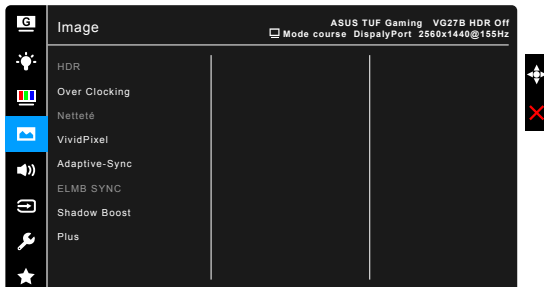 G
Image
ASUS TUF Gaming VG27B HDR Off
Mode course DispalyPort 2560x1440@155Hz
HDR
Over Clocking
Netteté
VividPixel
Adaptive-Sync
ELMB SYNC
Shadow Boost
Plus